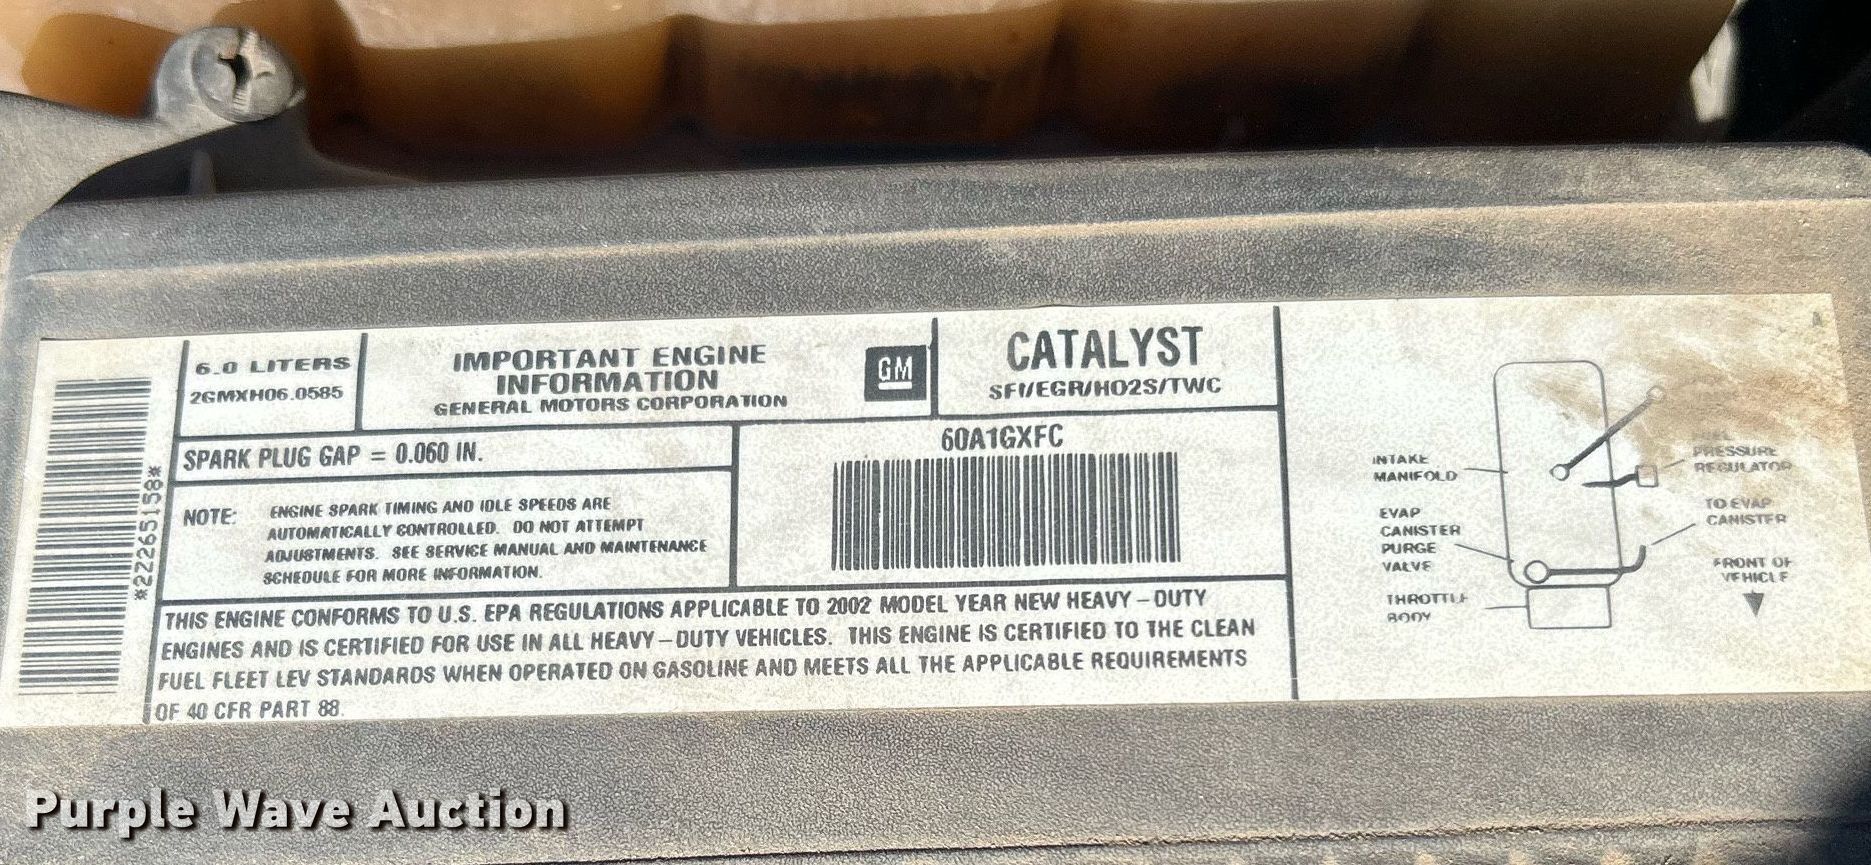 *22265158*
6.0 LITERS
2GMXH06.0585
IMPORTANT ENGINE
INFORMATION
GENERAL MOTORS CORPORATION
GM
CATALYST
SFI/EGR/HO2S/TWC
SPARK PLUG GAP = 0.060 IN.
60A1GXFC
NOTE: ENGINE SPARK TIMING AND IDLE SPEEDS ARE
AUTOMATICALLY CONTROLLED. DO NOT ATTEMPT
ADJUSTMENTS. SEE SERVICE MANUAL AND MAINTENANCE
SCHEDULE FOR MORE INFORMATION.
THIS ENGINE CONFORMS TO U.S. EPA REGULATIONS APPLICABLE TO 2002 MODEL YEAR NEW HEAVY-DUTY
ENGINES AND IS CERTIFIED FOR USE IN ALL HEAVY-DUTY VEHICLES. THIS ENGINE IS CERTIFIED TO THE CLEAN
FUEL FLEET LEV STANDARDS WHEN OPERATED ON GASOLINE AND MEETS ALL THE APPLICABLE REQUIREMENTS
OF 40 CFR PART 88.
INTAKE
MANIFOLD
EVAP
CANISTER
PURGE
VALVE
THROTTLE
BODY
PRESSURE
REGULATOR
TO EVAP
CANISTER
FRONT OF
VEHICLE
Purple Wave Auction